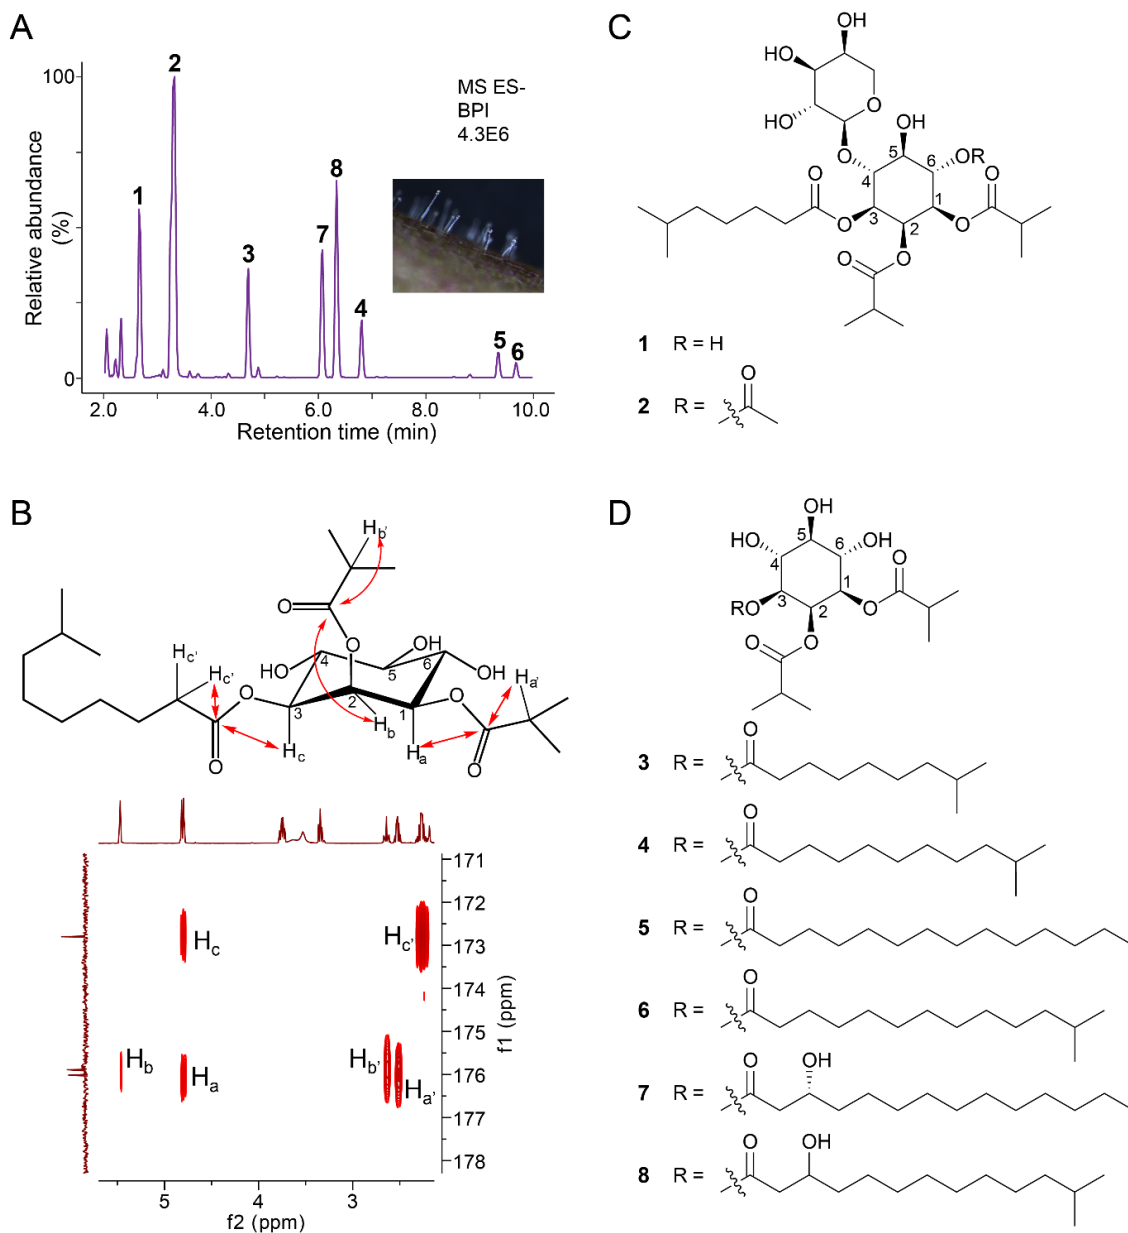 A
Relative abundance
(%)
100
0
1
2
3
7
8
4
5
6
MS ES-
BPI
4.3E6
2.0
4.0
6.0
8.0
10.0
Retention time (min)
C
OH
HO
HO
O
OH
OR
O
5
6
4
1
3
2
O
O
O
O
O
O
1 R = H
O
2 R =
B
Hb'
O
Hc'
Hc'
O
O
HO
4
OH
6
OH
5
O
3
2
1
O
Hc
Hb
Ha
Ha'
O
171
172
173
174
175
176
177
178
f1 (ppm)
Hc
Hc'
Hb
Ha
Hb'
Ha'
5
4
3
f2 (ppm)
D
OH
HO
OH
5
6
4
1
3
2
RO
O
O
O
O
O
3 R =
O
4 R =
O
5 R =
O
6 R =
O OH
7 R =
O OH
8 R =